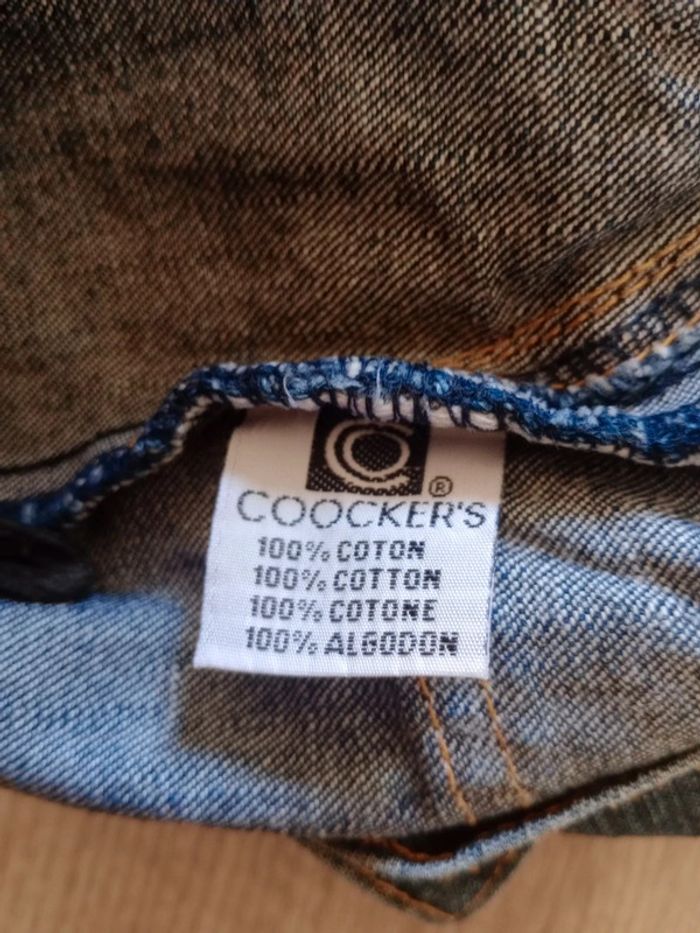 ®
COOCKER'S
100% COTON
100% COTTON
100% COTONE
100% ALGODON